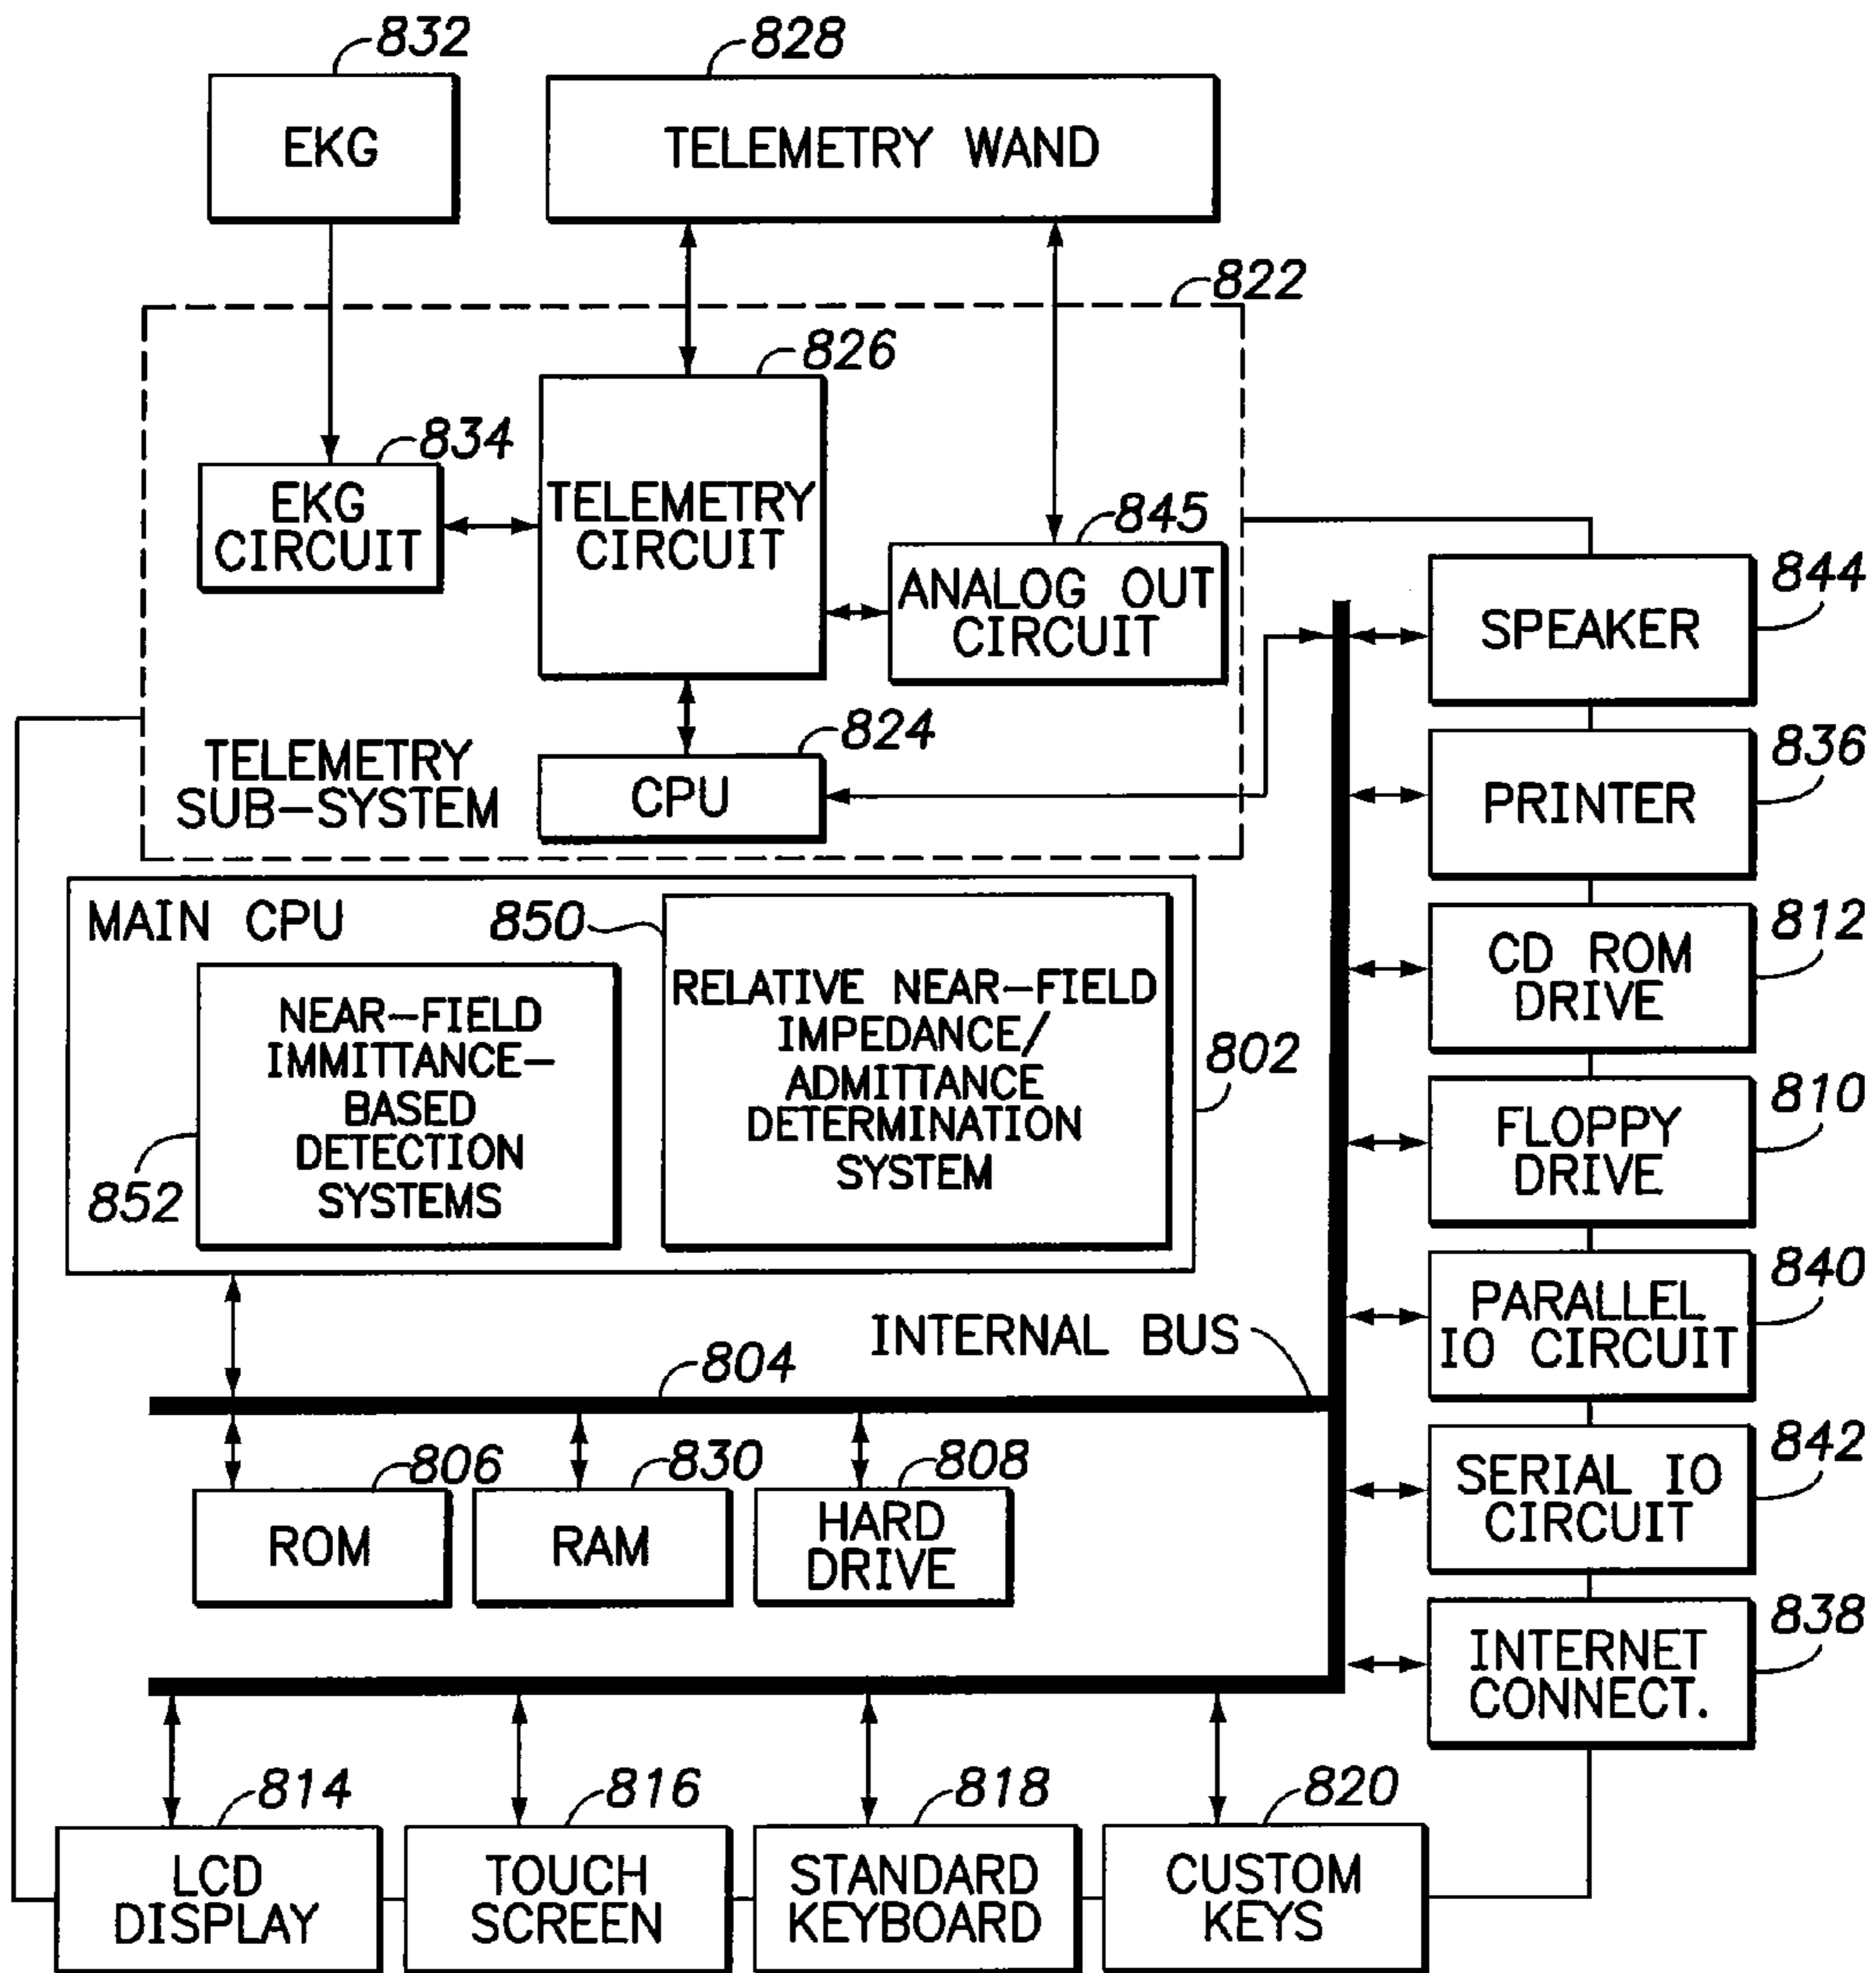 832
828
EKG
TELEMETRY WAND
822
826
834
EKG
CIRCUIT
TELEMETRY
CIRCUIT
845
ANALOG OUT
CIRCUIT
844
SPEAKER
TELEMETRY
SUB-SYSTEM
824
CPU
836
PRINTER
MAIN CPU
850
812
CD ROM
DRIVE
NEAR-FIELD
IMMITTANCE-
BASED
DETECTION
SYSTEMS
852
RELATIVE NEAR-FIELD
IMPEDANCE/
ADMITTANCE
DETERMINATION
SYSTEM
802
810
FLOPPY
DRIVE
840
PARALLEL
IO CIRCUIT
INTERNAL BUS
804
806
ROM
830
RAM
808
HARD
DRIVE
842
SERIAL IO
CIRCUIT
838
INTERNET
CONNECT.
814
LCD
DISPLAY
816
TOUCH
SCREEN
818
STANDARD
KEYBOARD
820
CUSTOM
KEYS